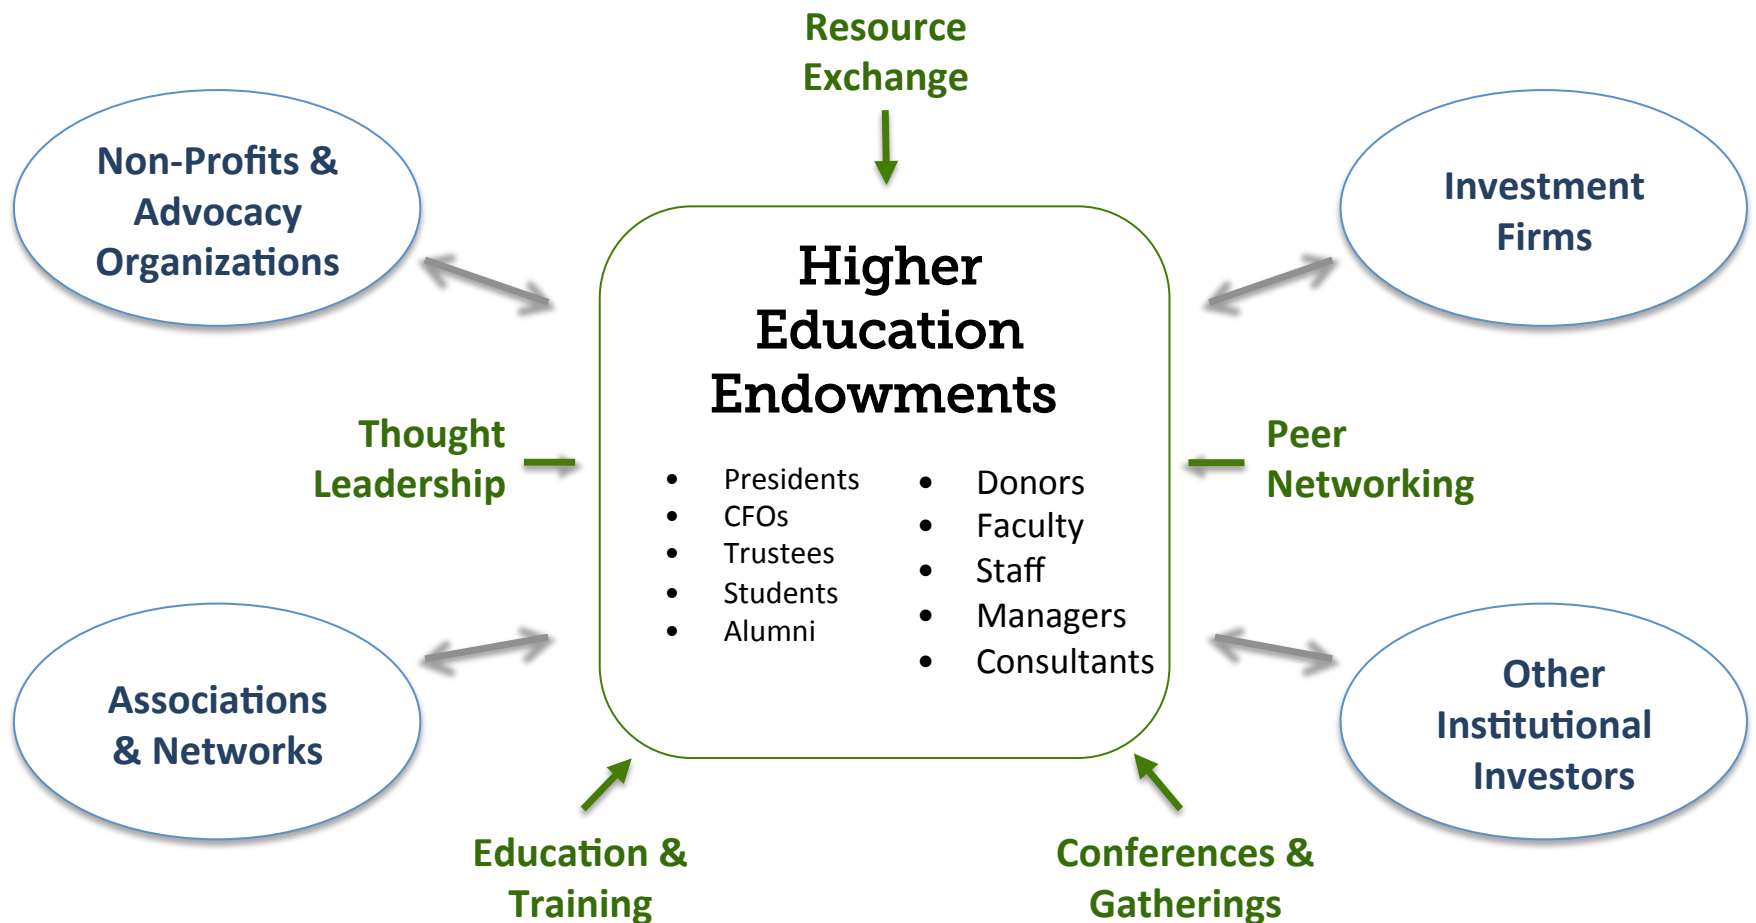 Resource
Exchange
Non-Profits &
Advocacy
Organizations
Investment
Firms
Higher
Education
Endowments
Thought
Leadership
Peer
Networking
• Presidents
• CFOs
• Trustees
• Students
• Alumni
• Donors
• Faculty
• Staff
• Managers
• Consultants
Associations
& Networks
Other
Institutional
Investors
Education &
Training
Conferences &
Gatherings